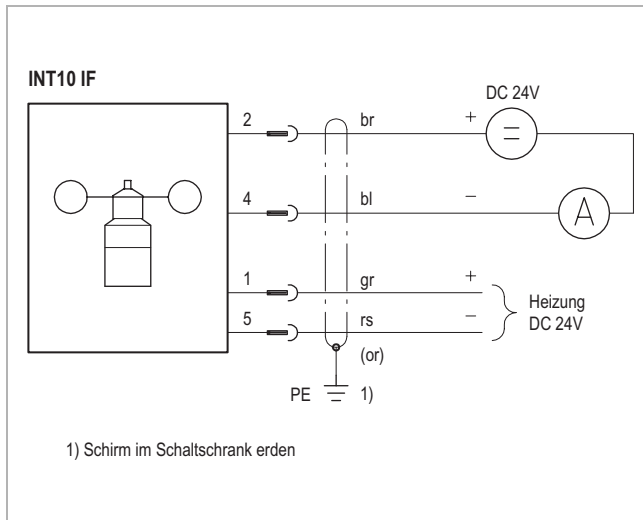 INT10 IF
DC 24V
2 br +
=
4 bl −
A
1 gr +
5 rs −
Heizung
DC 24V
(or)
PE 1)
1) Schirm im Schaltschrank erden